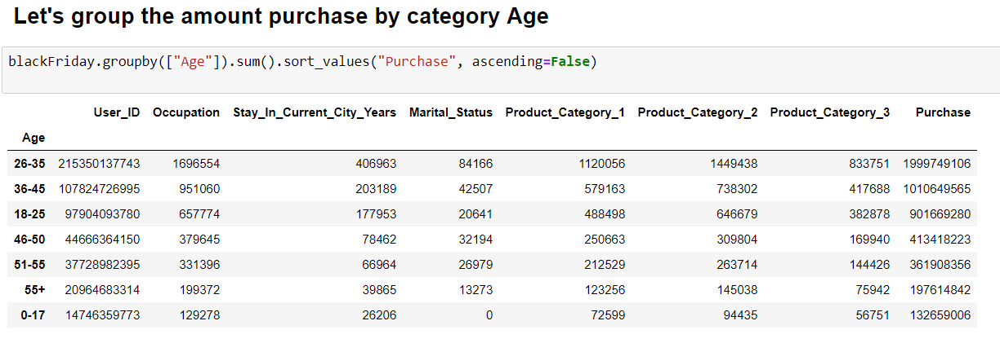 Let's group the amount purchase by category Age
blackFriday.groupby(["Age"]).sum().sort_values("Purchase", ascending=False)
User_ID Occupation Stay_In_Current_City_Years Marital_Status Product_Category_1 Product_Category_2 Product_Category_3 Purchase
Age
26-35 215350137743 1696554 406963 84166 1120056 1449438 833751 1999749106
36-45 107824726995 951060 203189 42507 579163 738302 417688 1010649565
18-25 97904093780 657774 177953 20641 488498 646679 382878 901669280
46-50 44666364150 379645 78462 32194 250663 309804 169940 413418223
51-55 37728982395 331396 66964 26979 212529 263714 144426 361908356
55+ 20964683314 199372 39865 13273 123256 145038 75942 197614842
0-17 14746359773 129278 26206 0 72599 94435 56751 132659006